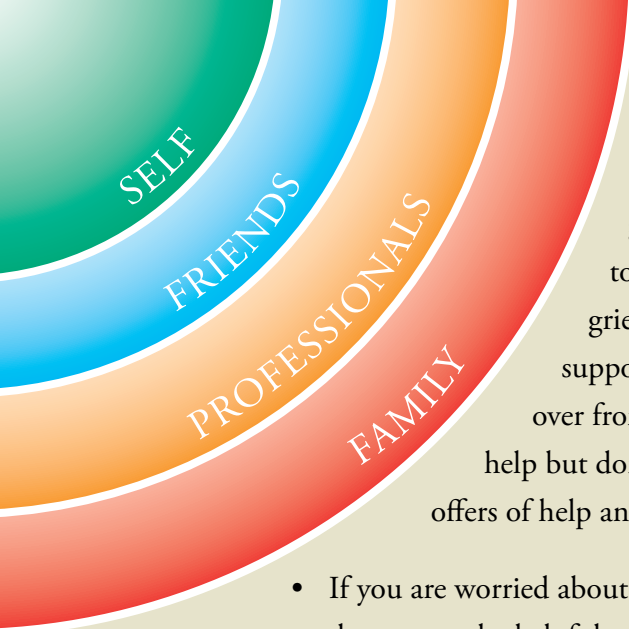 SELF
FRIENDS
PROFESSIONALS
FAMILY
to
grie
suppo
over fro
help but do
offers of help an
• If you are worried about